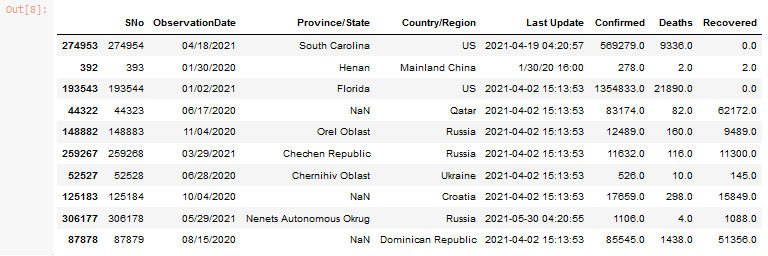 Out[8]:
SNo ObservationDate Province/State Country/Region Last Update Confirmed Deaths Recovered
274953 274954 04/18/2021 South Carolina US 2021-04-19 04:20:57 569279.0 9336.0 0.0
392 393 01/30/2020 Henan Mainland China 1/30/20 16:00 278.0 2.0 2.0
193543 193544 01/02/2021 Florida US 2021-04-02 15:13:53 1354833.0 21890.0 0.0
44322 44323 06/17/2020 NaN Qatar 2021-04-02 15:13:53 83174.0 82.0 62172.0
148882 148883 11/04/2020 Orel Oblast Russia 2021-04-02 15:13:53 12489.0 160.0 9489.0
259267 259268 03/29/2021 Chechen Republic Russia 2021-04-02 15:13:53 11632.0 116.0 11300.0
52527 52528 06/28/2020 Chernihiv Oblast Ukraine 2021-04-02 15:13:53 526.0 10.0 145.0
125183 125184 10/04/2020 NaN Croatia 2021-04-02 15:13:53 17659.0 298.0 15849.0
306177 306178 05/29/2021 Nenets Autonomous Okrug Russia 2021-05-30 04:20:55 1106.0 4.0 1088.0
87878 87879 08/15/2020 NaN Dominican Republic 2021-04-02 15:13:53 85545.0 1438.0 51356.0